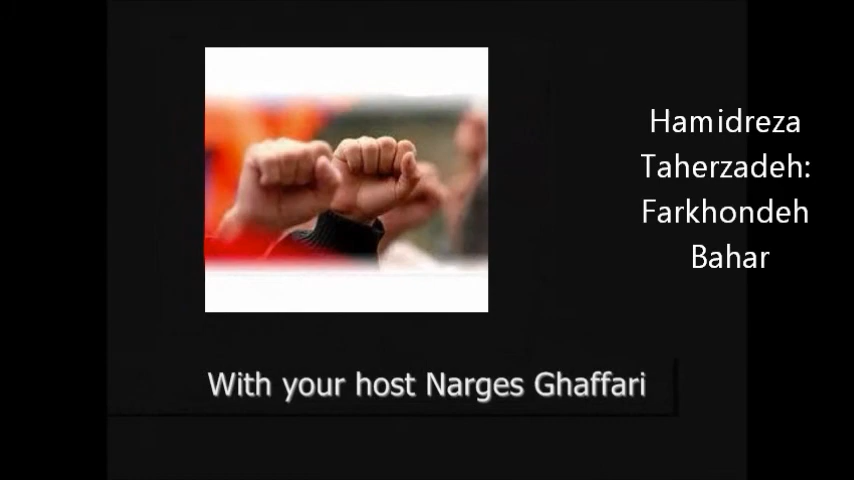 Hamidreza
Taherzadeh:
Farkhondeh
Bahar
With your host Narges Ghaffari